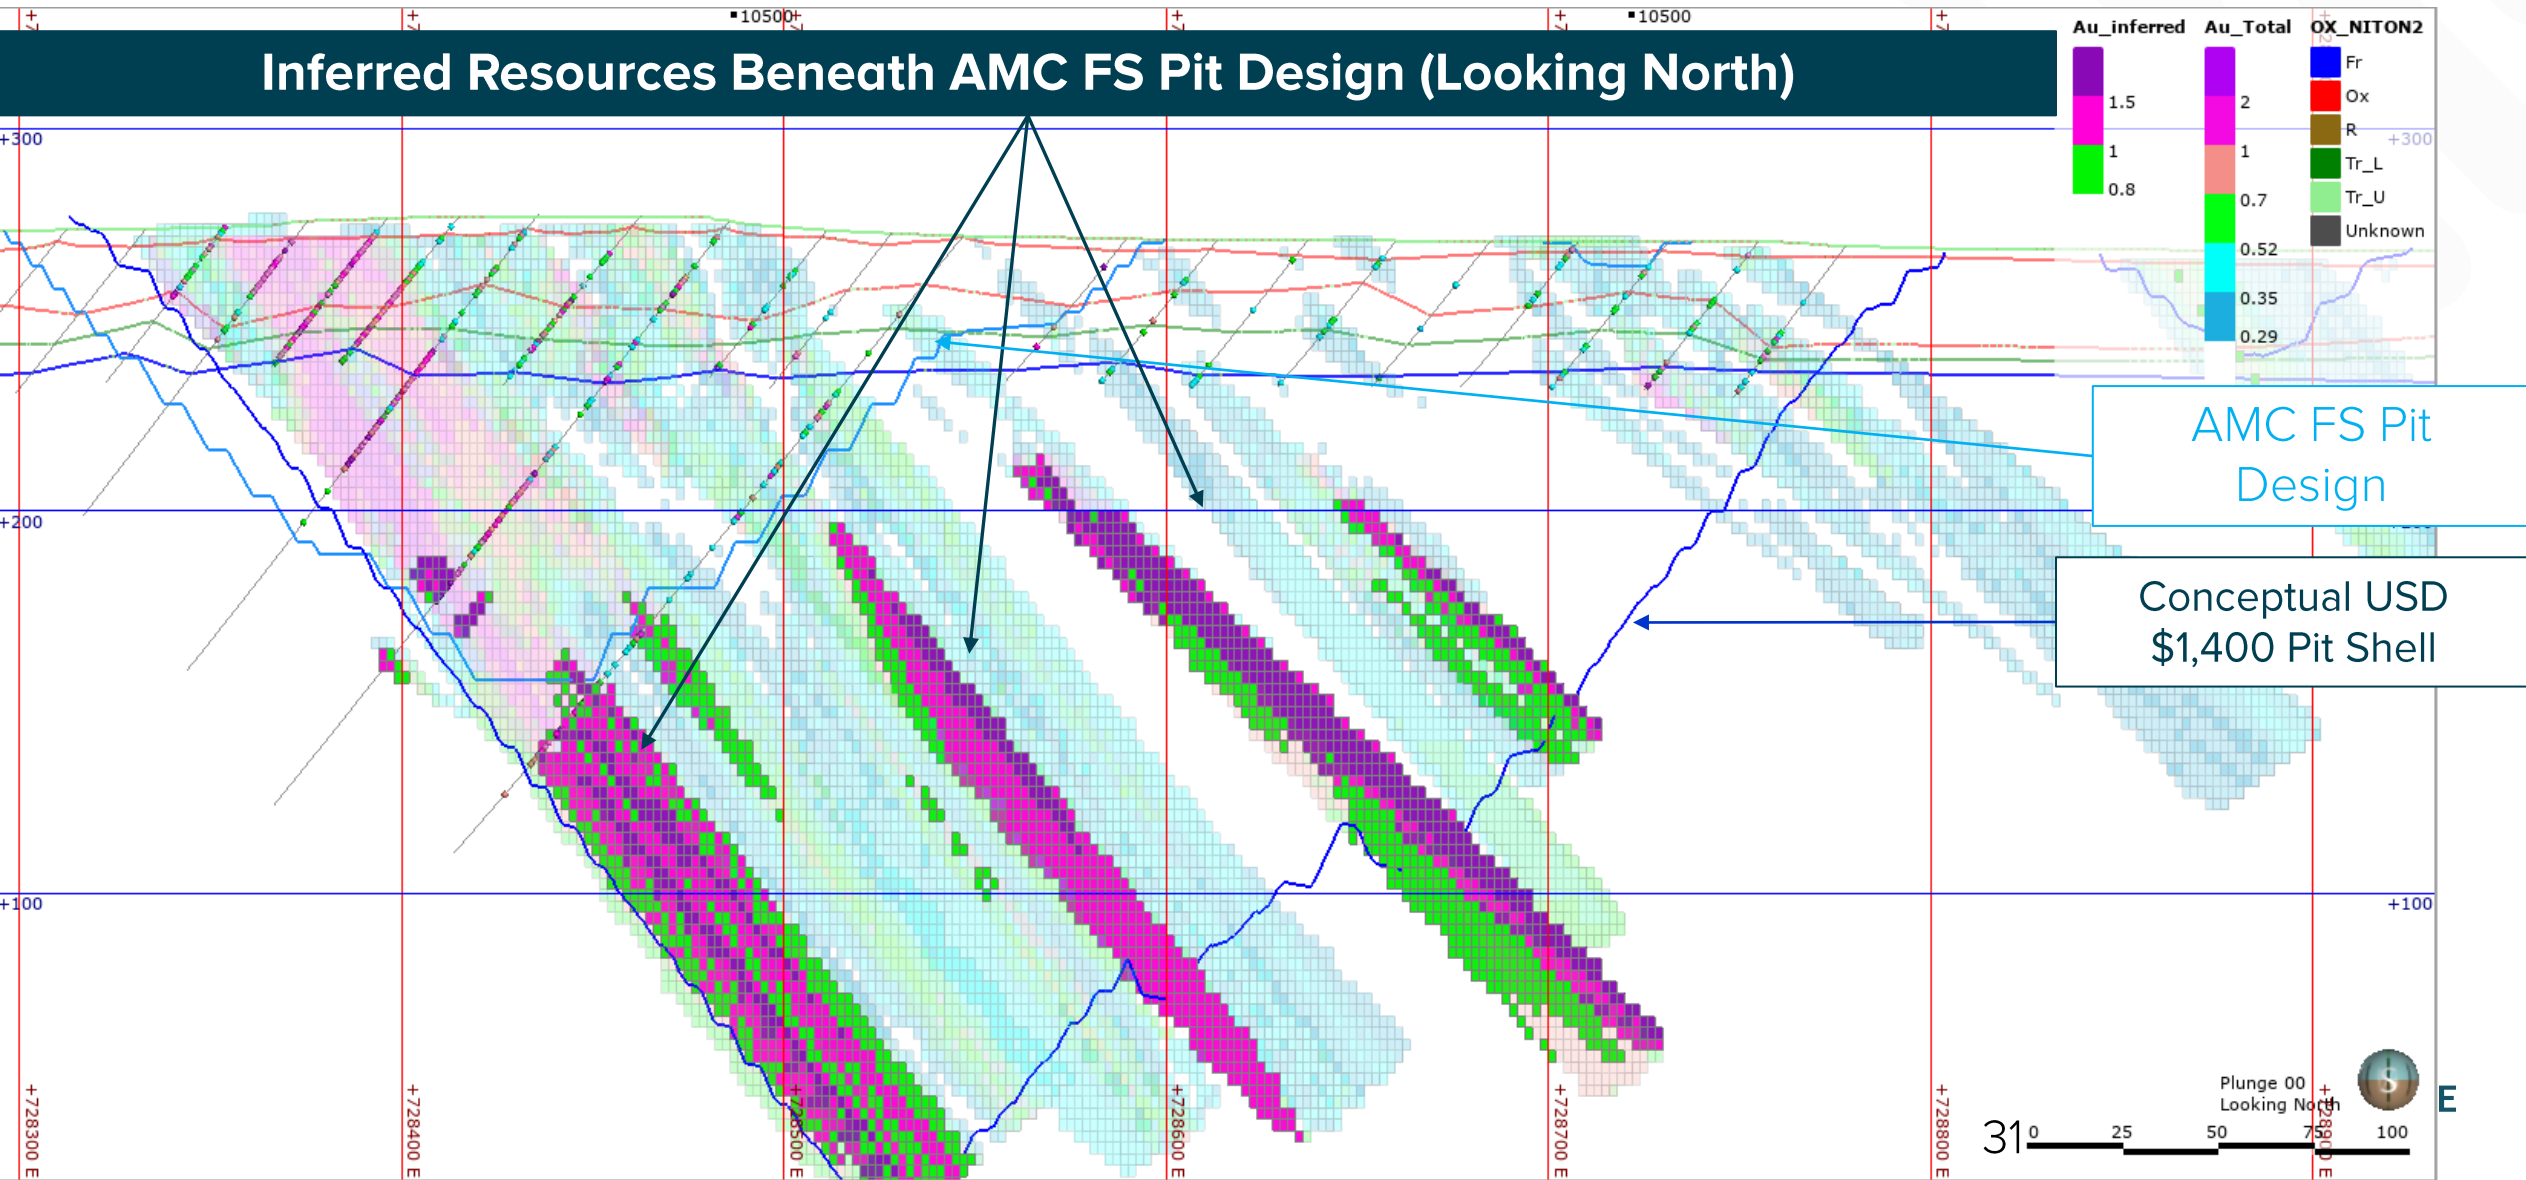 10500
10500
Inferred Resources Beneath AMC FS Pit Design (Looking North)
Au_inferred
1.5
1
0.8
Au_Total
2
1
0.7
0.52
0.35
0.29
OX_NITON2
Fr
Ox
R
Tr_L
Tr_U
Unknown
+300
+300
AMC FS Pit
Design
+200
Conceptual USD
$1,400 Pit Shell
+100
+100
Plunge 00
Looking North
E
31
0 25 50 75 100
+728300 E
+728400 E
+728500 E
+728600 E
+728700 E
+728800 E
+728900 E